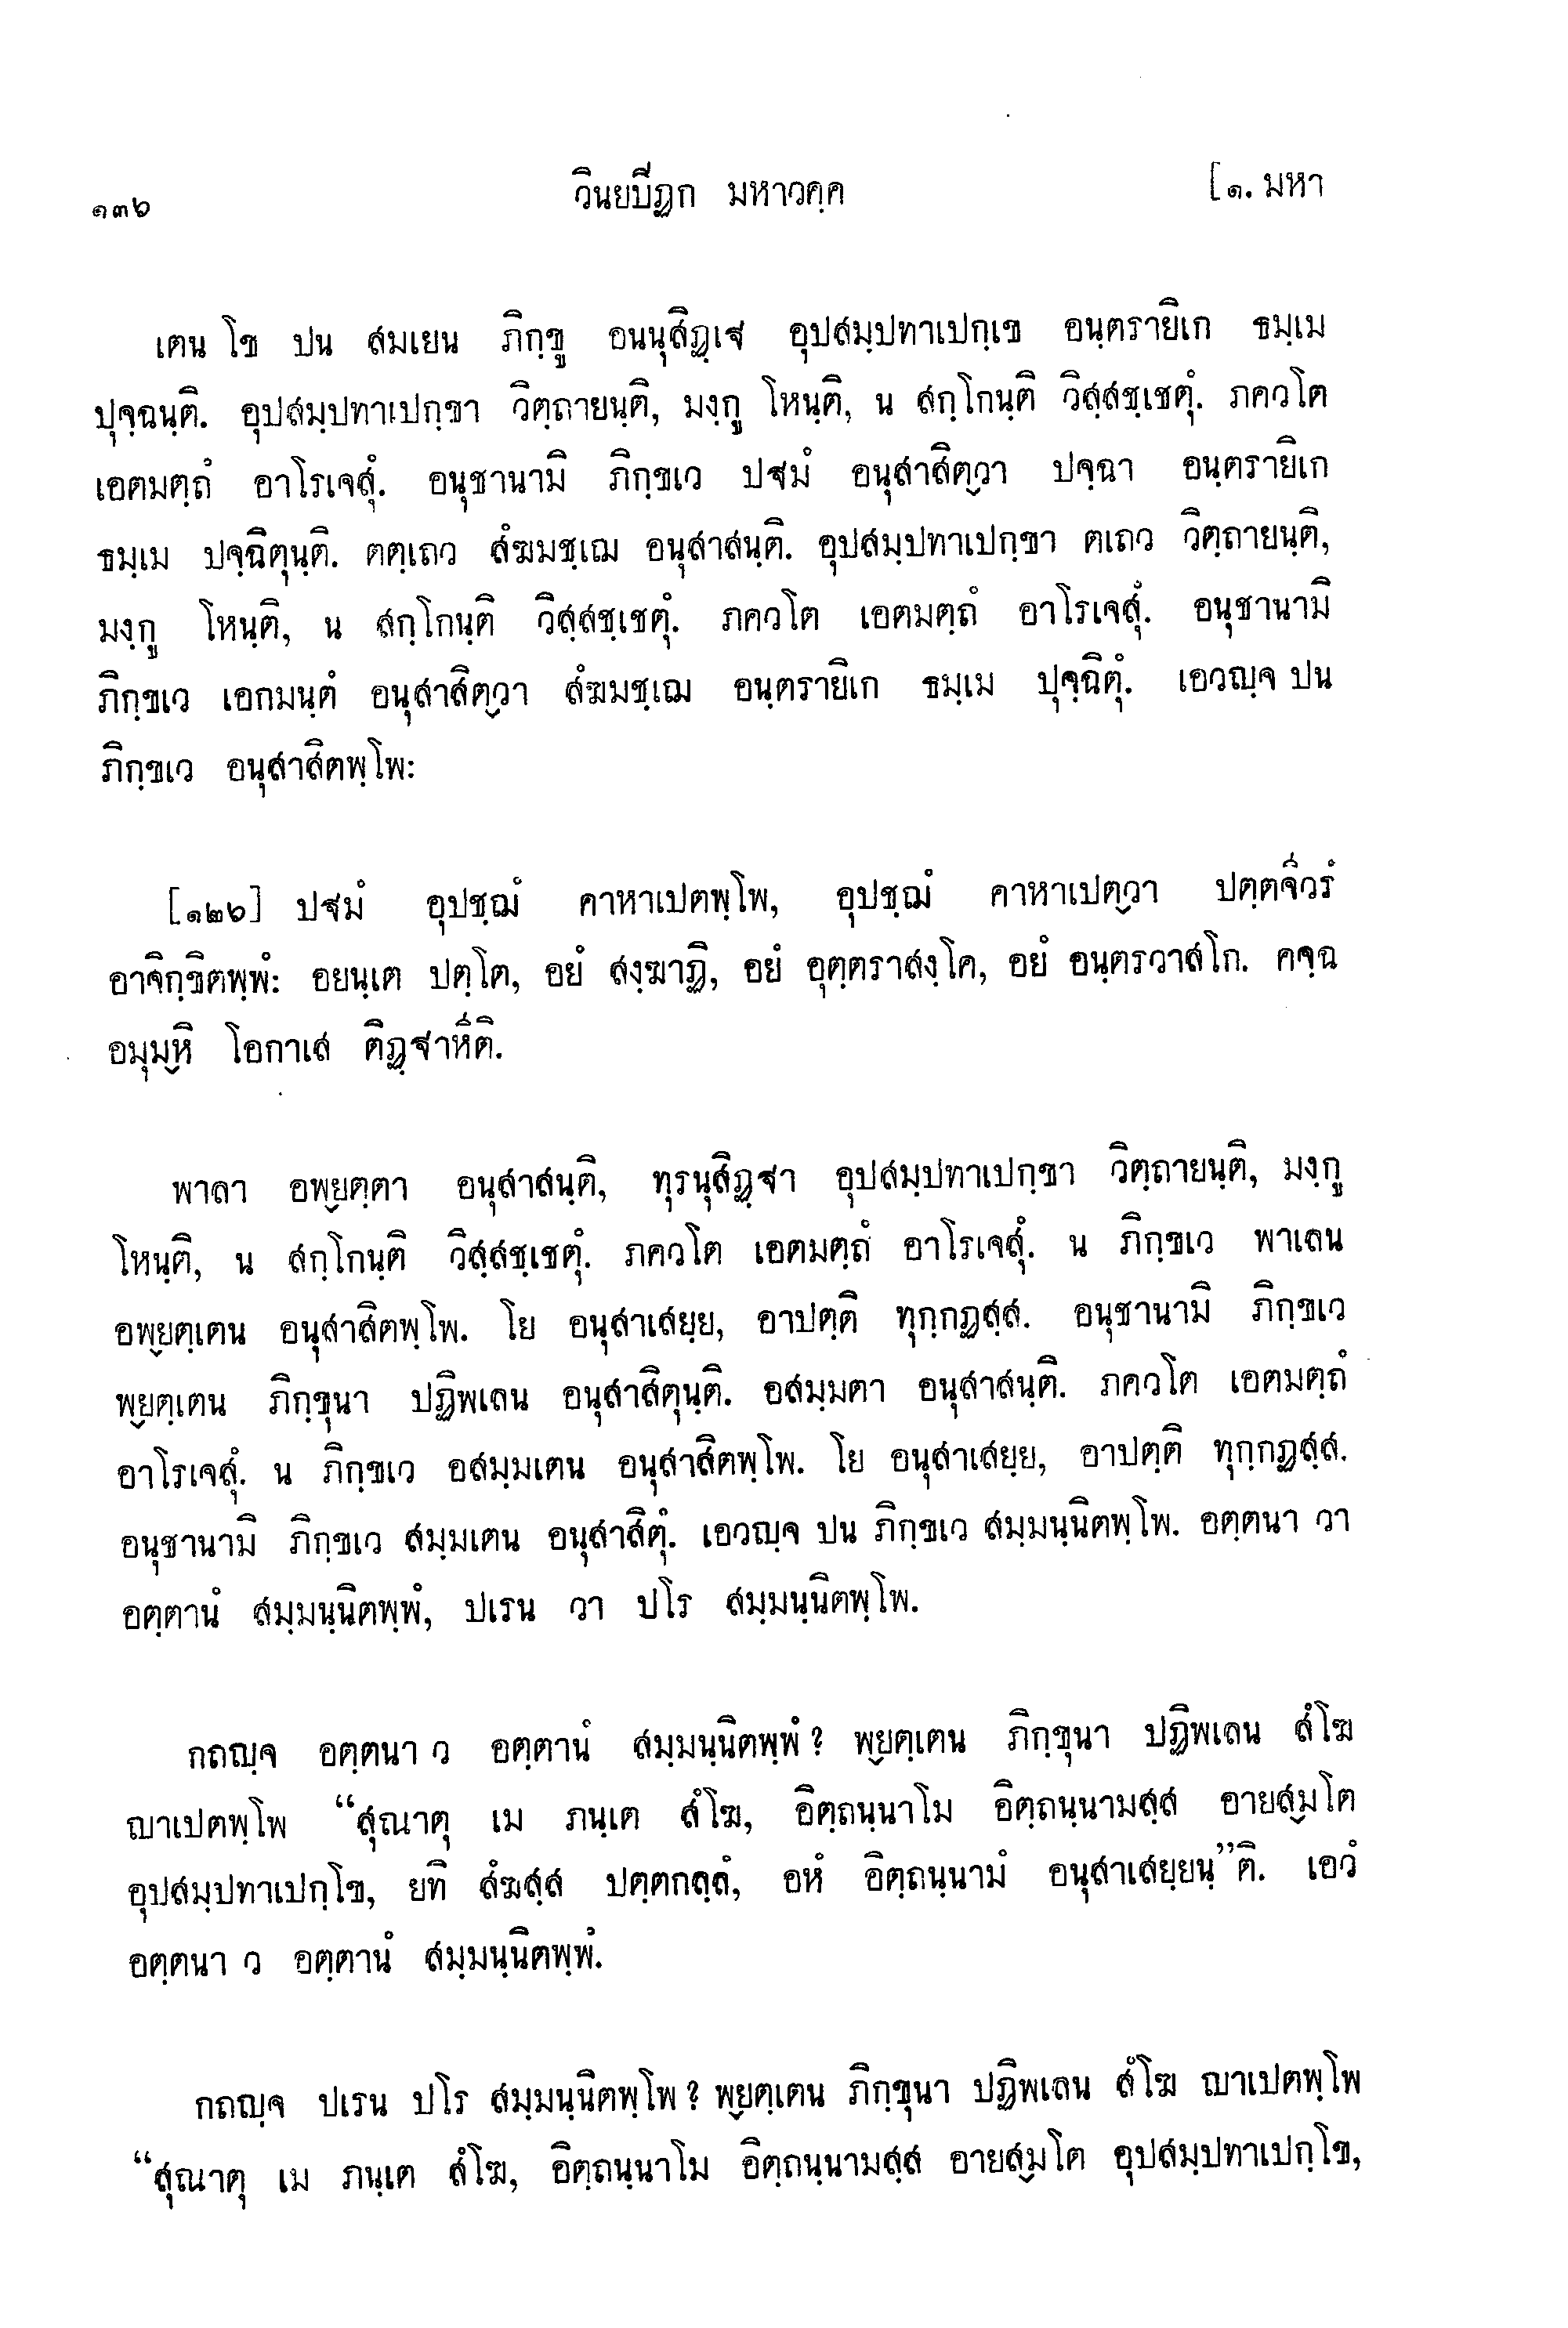 ๑๓๖ วินยปิฏก มหาวคฺค [๑. มหา
เตน โข ปน สมเยน ภิกฺขู อนนุสิฏฺเฐ อุปสมฺปทาเปกฺเข อนฺตรายิเก ธมฺเม
ปุจฺฉนฺติ. อุปสมฺปทาเปกฺขา วิตฺถายนฺติ, มงฺกู โหนฺติ, น สกฺโกนฺติ วิสฺสชฺเชตุํ. ภควโต
เอตมตฺถํ อาโรเจสุํ. อนุชานามิ ภิกฺขเว ปฐมํ อนุสาสิตฺวา ปจฺฉา อนฺตรายิเก
ธมฺเม ปุจฺฉิตุนฺติ. ตตฺเถว สํฆมชฺเฌ อนุสาสนฺติ. อุปสมฺปทาเปกฺขา ตเถว วิตฺถายนฺติ,
มงฺกู โหนฺติ, น สกฺโกนฺติ วิสฺสชฺเชตุํ. ภควโต เอตมตฺถํ อาโรเจสุํ. อนุชานามิ
ภิกฺขเว เอกมนฺตํ อนุสาสิตฺวา สํฆมชฺเฌ อนฺตรายิเก ธมฺเม ปุจฺฉิตุํ. เอวญฺจ ปน
ภิกฺขเว อนุสาสิตพฺโพ:
[๑๒๖] ปฐมํ อุปชฺฌํ คาหาเปตพฺโพ, อุปชฺฌํ คาหาเปตฺวา ปตฺตจีวรํ
อาจิกฺขิตพฺพํ: อยนฺเต ปตฺโต, อยํ สงฺฆาฏิ, อยํ อุตฺตราสงฺโค, อยํ อนฺตรวาสโก. คจฺฉ
อมุมฺหิ โอกาเส ติฏฺฐาหีติ.
พาลา อพฺยตฺตา อนุสาสนฺติ, ทุรนุสิฏฺฐา อุปสมฺปทาเปกฺขา วิตฺถายนฺติ, มงฺกู
โหนฺติ, น สกฺโกนฺติ วิสฺสชฺเชตุํ. ภควโต เอตมตฺถํ อาโรเจสุํ. น ภิกฺขเว พาเลน
อพฺยตฺเตน อนุสาสิตพฺโพ. โย อนุสาเสยฺย, อาปตฺติ ทุกฺกฏสฺส. อนุชานามิ ภิกฺขเว
พฺยตฺเตน ภิกฺขุนา ปฏิพเลน อนุสาสิตุนฺติ. อสมฺมตา อนุสาสนฺติ. ภควโต เอตมตฺถํ
อาโรเจสุํ. น ภิกฺขเว อสมฺมเตน อนุสาสิตพฺโพ. โย อนุสาเสยฺย, อาปตฺติ ทุกฺกฏสฺส.
อนุชานามิ ภิกฺขเว สมฺมเตน อนุสาสิตุํ. เอวญฺจ ปน ภิกฺขเว สมฺมนฺนิตพฺโพ. อตฺตนา วา
อตฺตานํ สมฺมนฺนิตพฺพํ, ปเรน วา ปโร สมฺมนฺนิตพฺโพ.
กถญฺจ อตฺตนา ว อตฺตานํ สมฺมนฺนิตพฺพํ? พฺยตฺเตน ภิกฺขุนา ปฏิพเลน สํโฆ
ญาเปตพฺโพ “สุณาตุ เม ภนฺเต สํโฆ, อิตฺถนฺนาโม อิตฺถนฺนามสฺส อายสฺมโต
อุปสมฺปทาเปกฺโข, ยทิ สํฆสฺส ปตฺตกลฺลํ, อหํ อิตฺถนฺนามํ อนุสาเสยฺยนฺ”ติ. เอวํ
อตฺตนา ว อตฺตานํ สมฺมนฺนิตพฺพํ.
กถญฺจ ปเรน ปโร สมฺมนฺนิตพฺโพ? พฺยตฺเตน ภิกฺขุนา ปฏิพเลน สํโฆ ญาเปตพฺโพ
“สุณาตุ เม ภนฺเต สํโฆ, อิตฺถนฺนาโม อิตฺถนฺนามสฺส อายสฺมโต อุปสมฺปทาเปกฺโข,